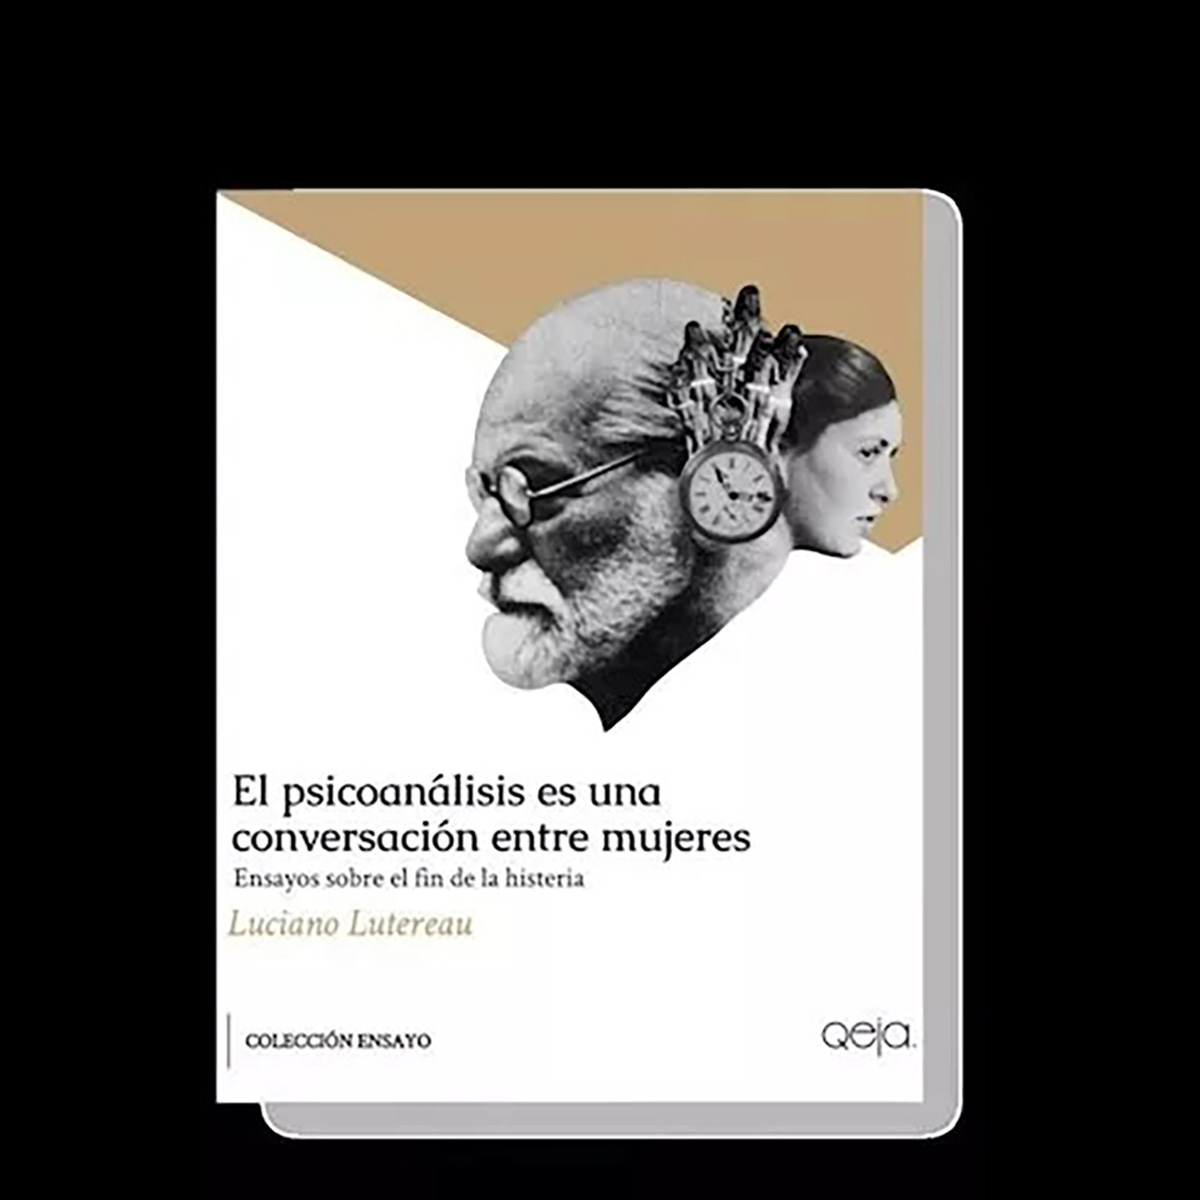 El psicoanálisis es una
conversación entre mujeres
Ensayos sobre el fin de la histeria
Luciano Lutereau
COLECCIÓN ENSAYO
Qeja.